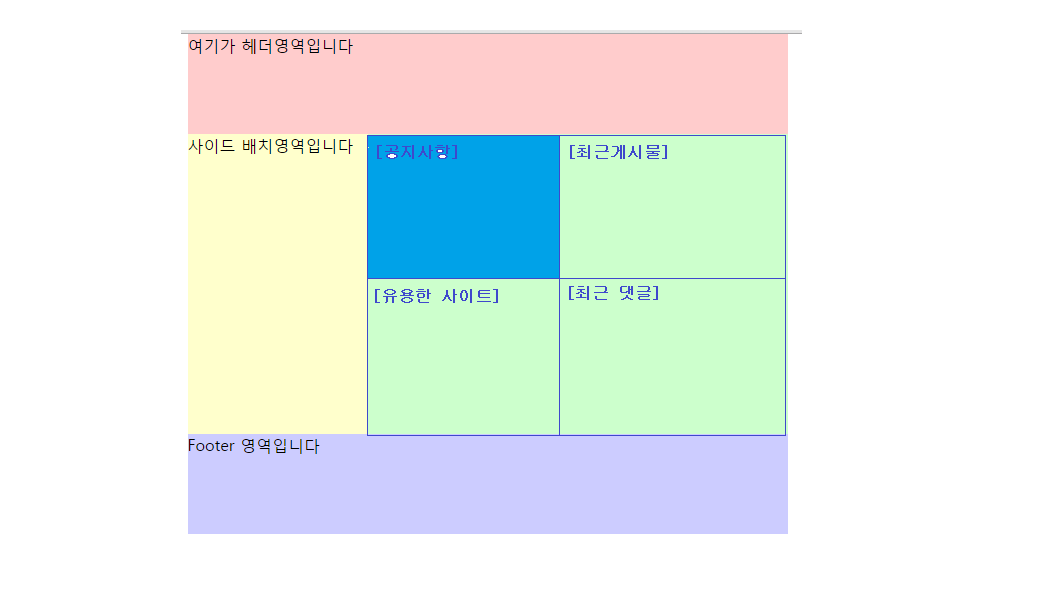 여기가 헤더영역입니다
사이드 배치영역입니다
[공지사항]
[최근게시물]
[유용한 사이트]
[최근 댓글]
Footer 영역입니다